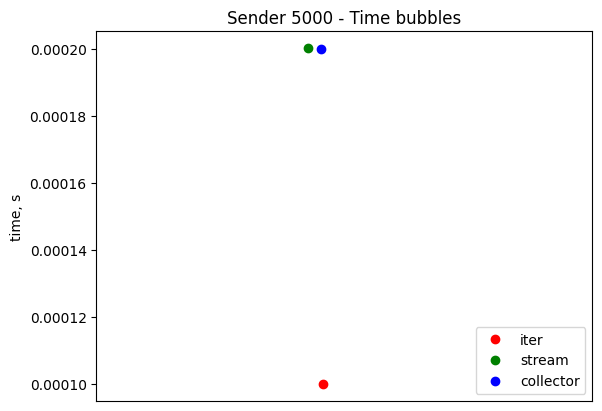 Sender 5000 - Time bubbles
0.00020
0.00018
0.00016
0.00014
0.00012
0.00010
time, s
iter
stream
collector